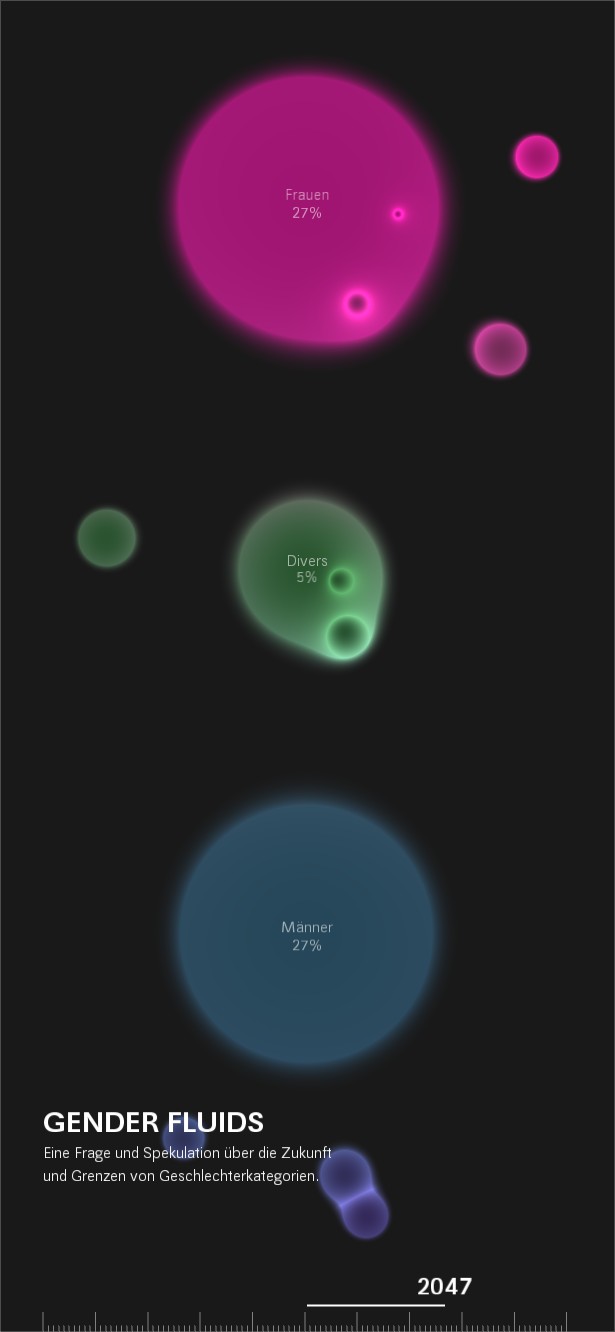 Frauen
27%
Divers
5%
Männer
27%
GENDER FLUIDS
Eine Frage und Spekulation über die Zukunft
und Grenzen von Geschlechterkategorien.
2047